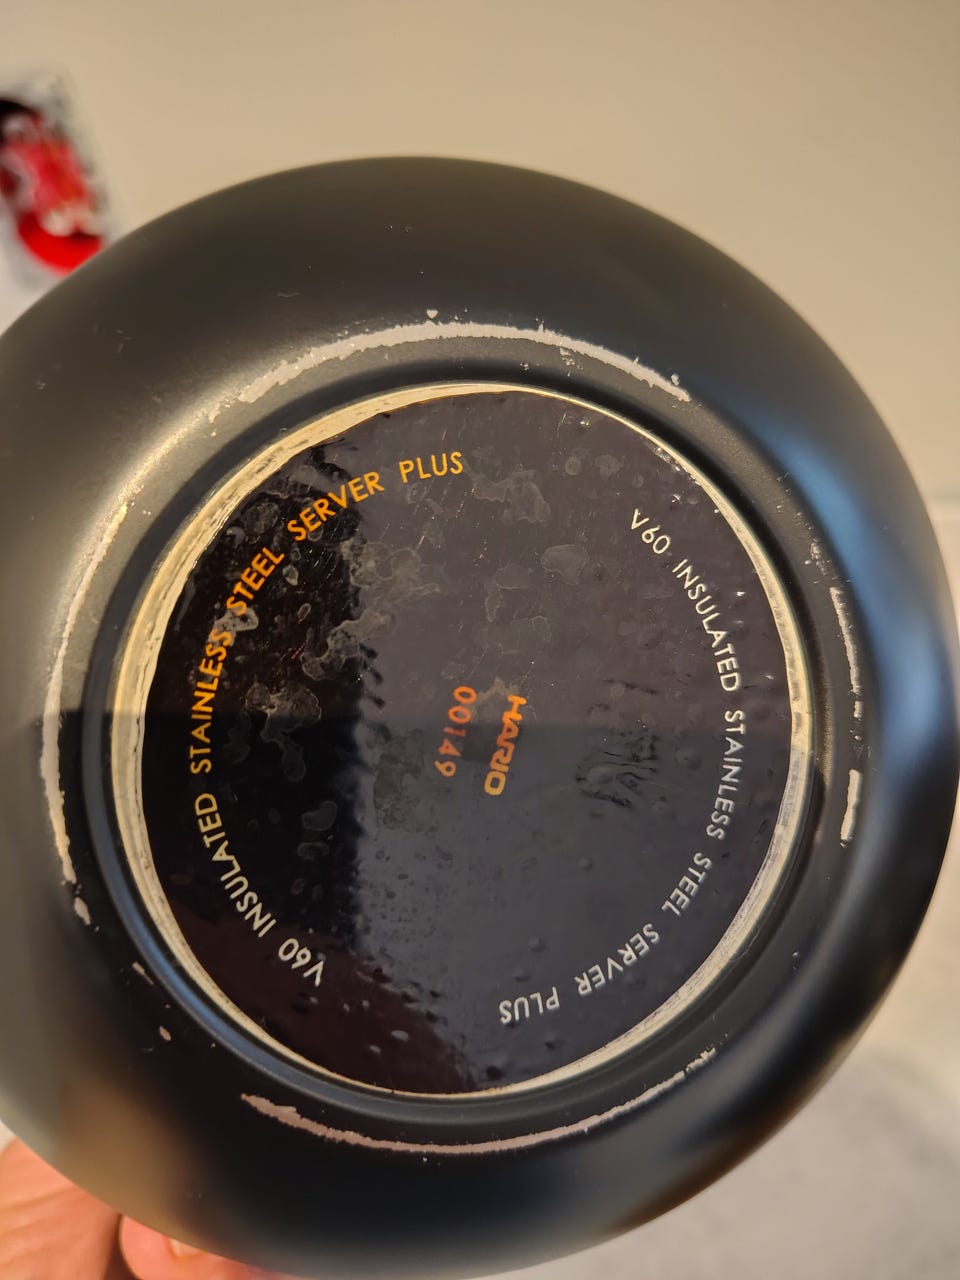 V60 INSULATED STAINLESS STEEL SERVER PLUS
V60 INSULATED STAINLESS STEEL SERVER PLUS
HARIO
00149